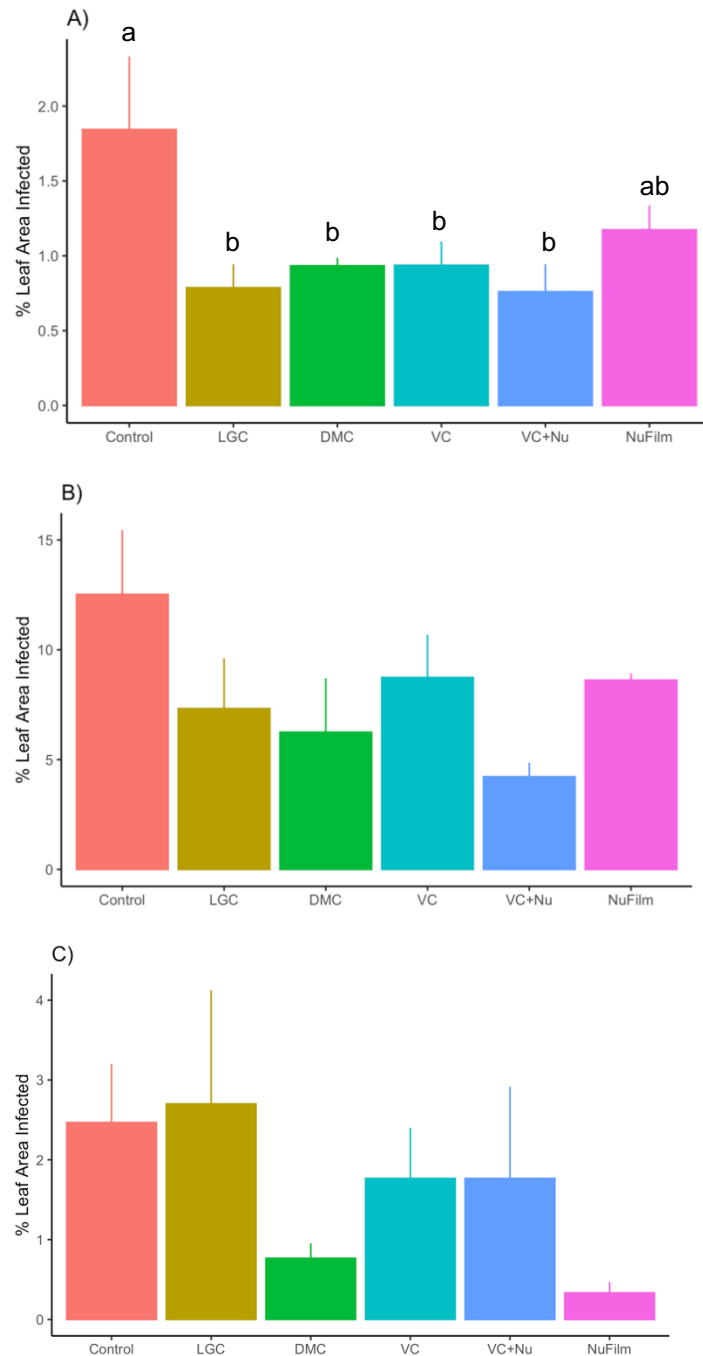 A)
a
2.0
ab
1.5
b
b
b
b
1.0
0.5
0.0
% Leaf Area Infected
Control LGC DMC VC VC+Nu NuFilm
B)
15
10
5
0
% Leaf Area Infected
Control LGC DMC VC VC+Nu NuFilm
C)
4
3
2
1
0
% Leaf Area Infected
Control LGC DMC VC VC+Nu NuFilm